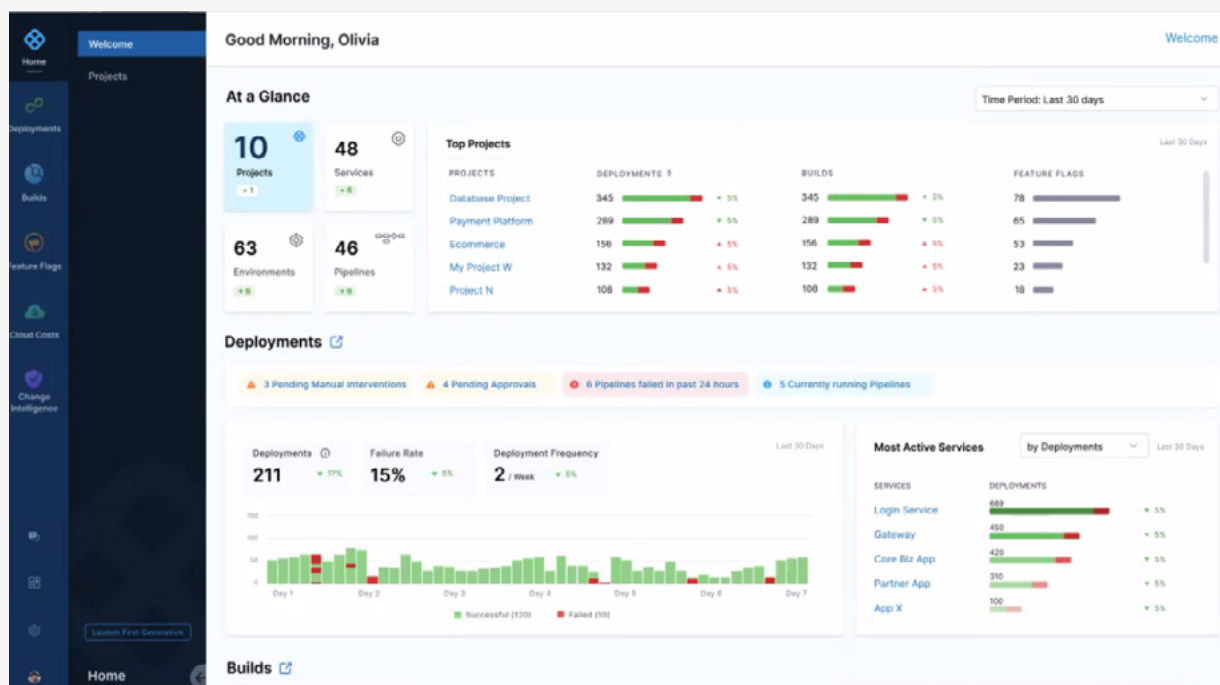 Home
Deployments
Builds
Feature Flags
Cloud Costs
Change
Intelligence
Welcome
Projects
Launch First Generation
Home
Good Morning, Olivia
Welcome
At a Glance
Time Period: Last 30 days
10
Projects
+ 1
48
Services
+ 6
63
Environments
+ 6
46
Pipelines
+ 6
Top Projects
Last 30 Days
PROJECTS DEPLOYMENTS BUILDS FEATURE FLAGS
Database Project 345 5% 345 5% 78
Payment Platform 289 5% 289 5% 65
Ecommerce 156 5% 156 5% 53
My Project W 132 5% 132 5% 23
Project N 108 5% 108 5% 18
Deployments
3 Pending Manual Interventions 4 Pending Approvals 6 Pipelines failed in past 24 hours 5 Currently running Pipelines
Deployments
211 17%
Failure Rate
15% 5%
Deployment Frequency
2 / Week 5%
Last 30 Days
150
100
50
0
Day 1 Day 2 Day 3 Day 4 Day 5 Day 6 Day 7
Successful (120) Failed (10)
Most Active Services by Deployments Last 30 Days
SERVICES DEPLOYMENTS
Login Service 689 5%
Gateway 450 5%
Core Biz App 420 5%
Partner App 310 5%
App X 100 5%
Builds